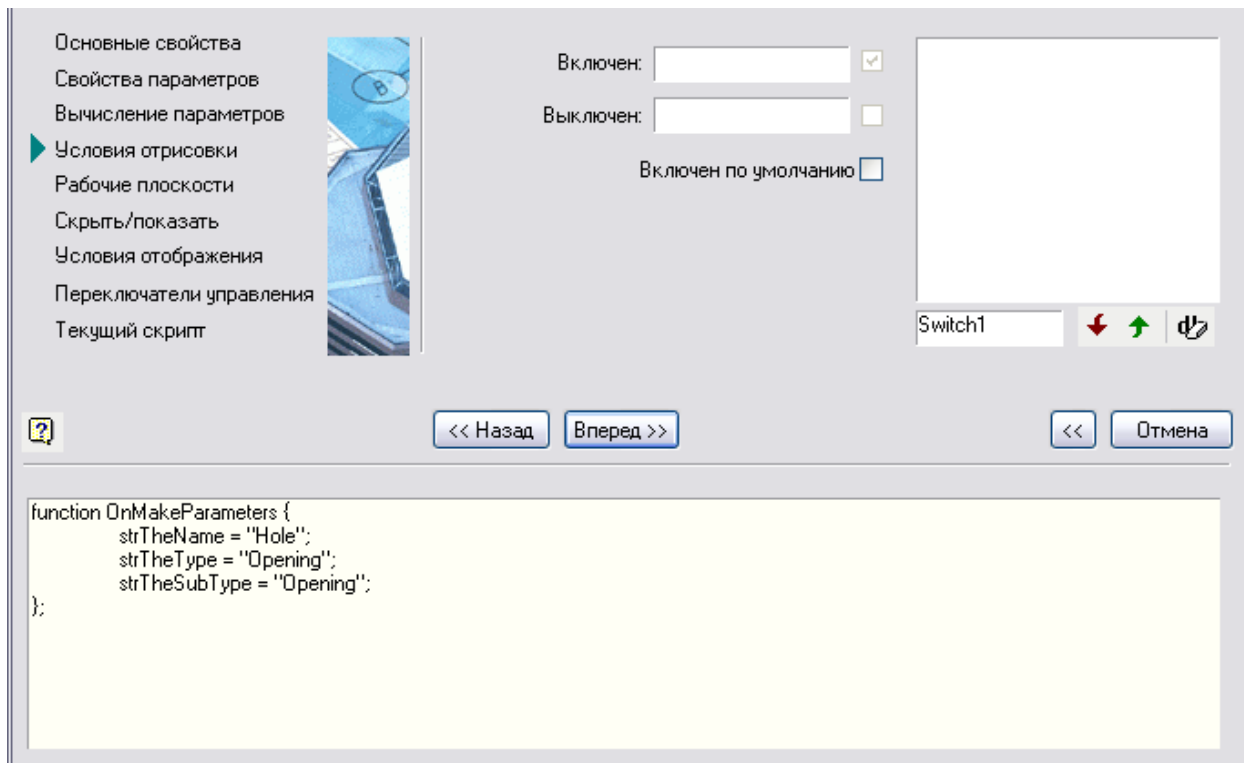 Основные свойства
Свойства параметров
Вычисление параметров
Условия отрисовки
Рабочие плоскости
Скрыть/показать
Условия отображения
Переключатели управления
Текущий скрипт
B
Включен:
Выключен:
Включен по умолчанию
Switch1
<< Назад
Вперед >>
<<
Отмена
function OnMakeParameters {
strTheName = "Hole";
strTheType = "Opening";
strTheSubType = "Opening";
};